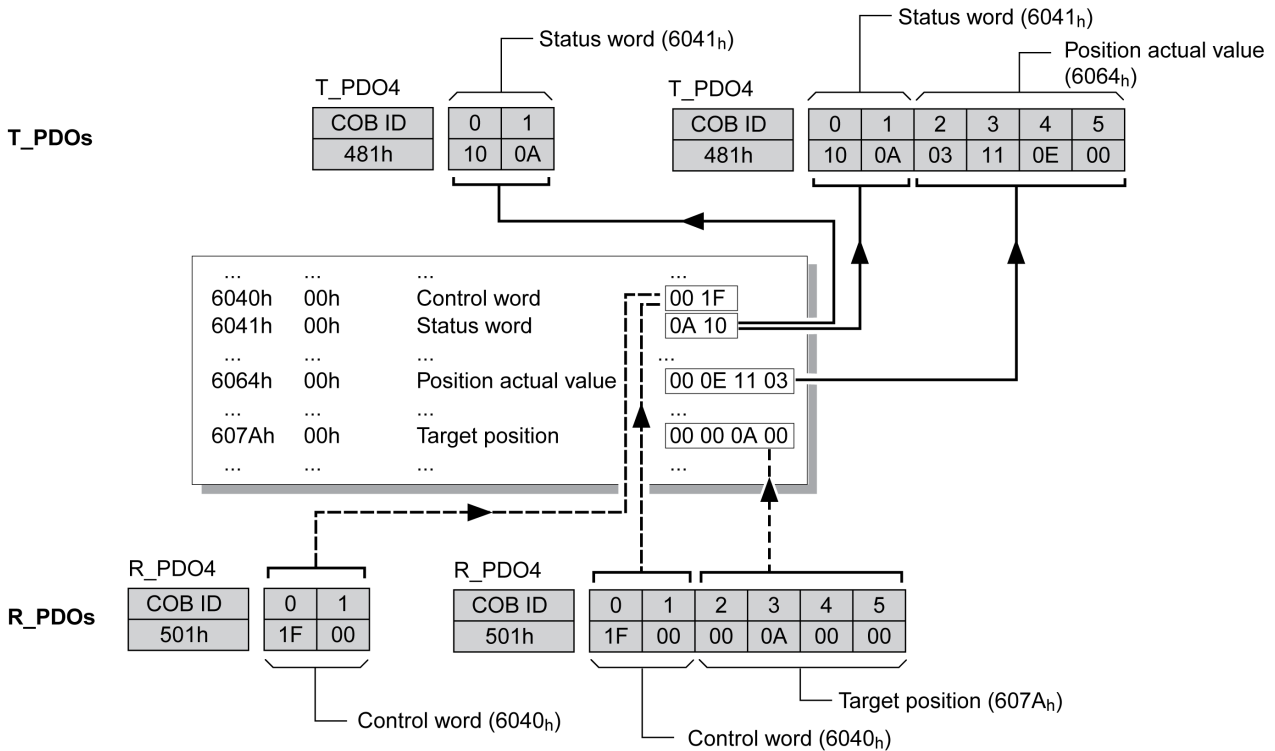 Status word (6041h)
Status word (6041h)
Position actual value
(6064h)
T_PDO4
T_PDO4
T_PDOs
COB ID 0 1
481h 10 0A
COB ID 0 1 2 3 4 5
481h 10 0A 03 11 0E 00
... ... ... ...
6040h 00h Control word 00 1F
6041h 00h Status word 0A 10
... ... ... ...
6064h 00h Position actual value 00 0E 11 03
... ... ... ...
607Ah 00h Target position 00 00 0A 00
... ... ... ...
R_PDO4
R_PDO4
R_PDOs
COB ID 0 1
501h 1F 00
COB ID 0 1 2 3 4 5
501h 1F 00 00 0A 00 00
Target position (607Ah)
Control word (6040h)
Control word (6040h)